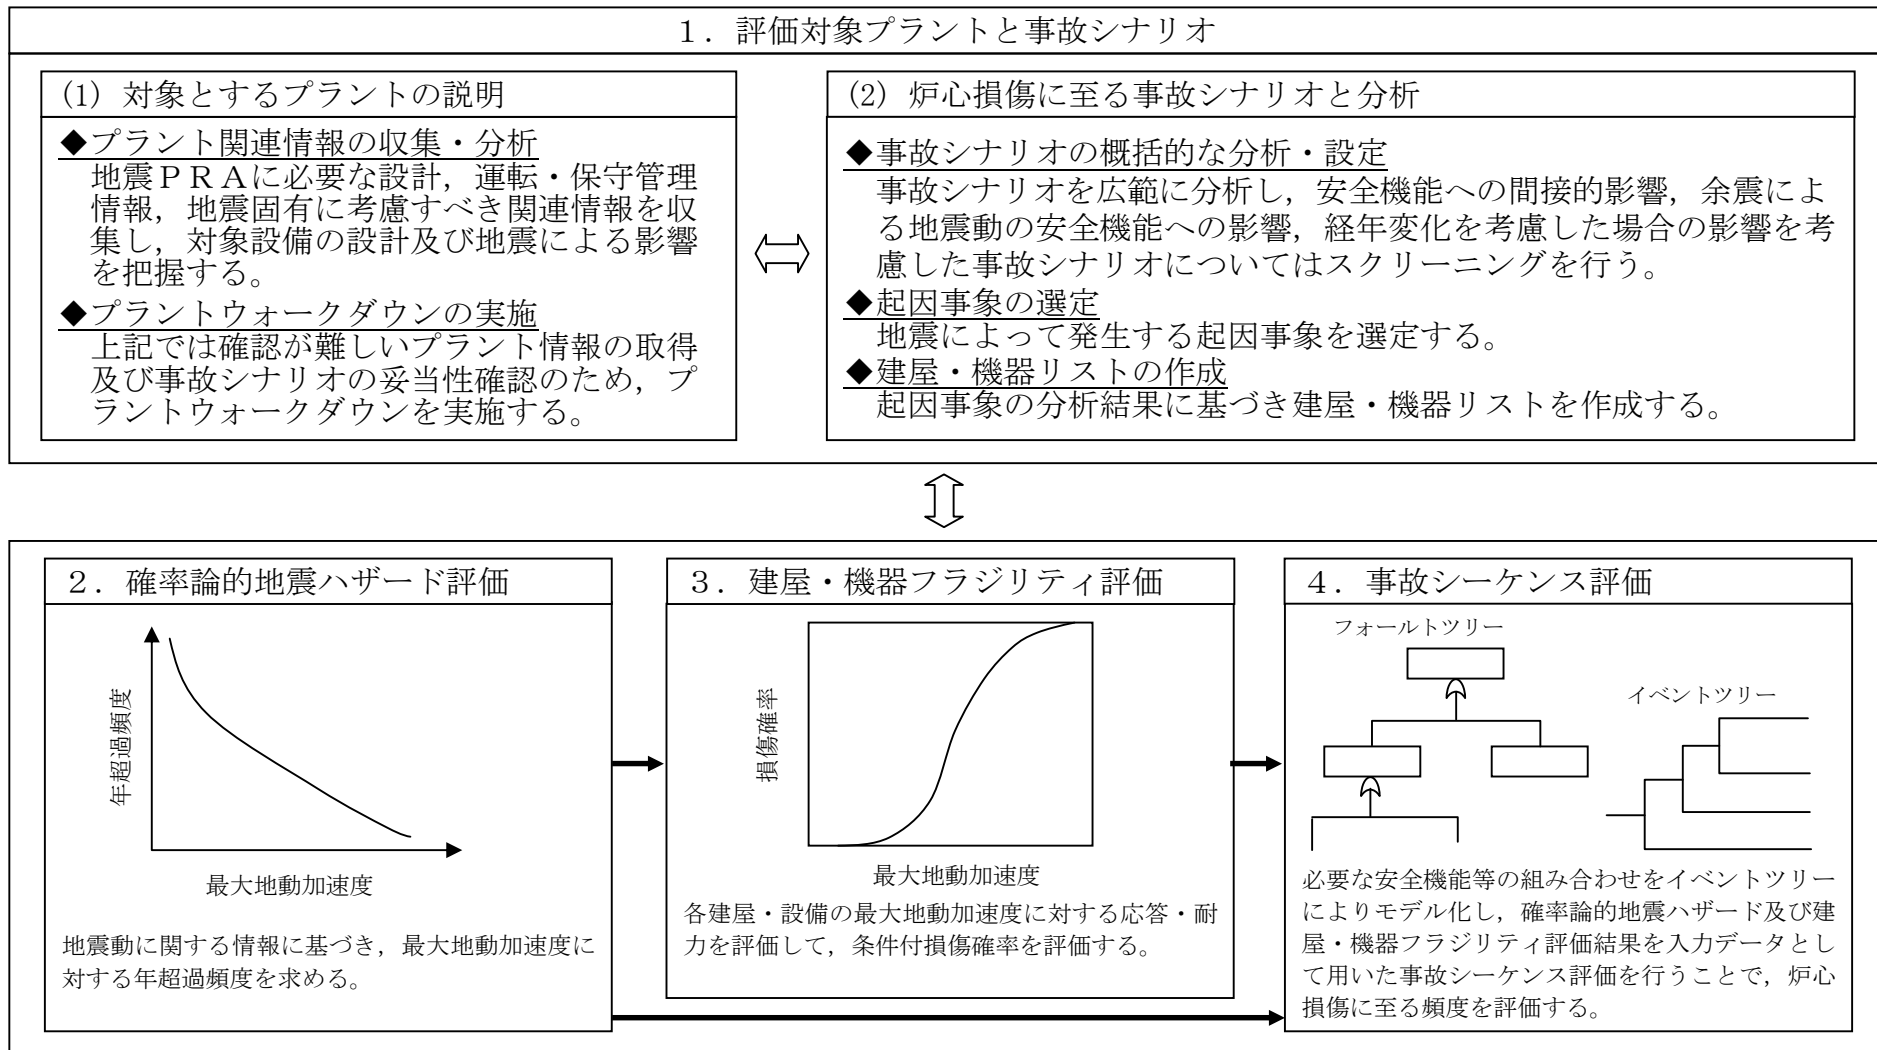 １．評価対象プラントと事故シナリオ
(1) 対象とするプラントの説明
◆プラント関連情報の収集・分析
地震ＰＲＡに必要な設計，運転・保守管理
情報，地震固有に考慮すべき関連情報を収
集し，対象設備の設計及び地震による影響
を把握する。
◆プラントウォークダウンの実施
上記では確認が難しいプラント情報の取得
及び事故シナリオの妥当性確認のため，プ
ラントウォークダウンを実施する。
(2) 炉心損傷に至る事故シナリオと分析
◆事故シナリオの概括的な分析・設定
事故シナリオを広範に分析し，安全機能への間接的影響，余震によ
る地震動の安全機能への影響，経年変化を考慮した場合の影響を考
慮した事故シナリオについてはスクリーニングを行う。
◆起因事象の選定
地震によって発生する起因事象を選定する。
◆建屋・機器リストの作成
起因事象の分析結果に基づき建屋・機器リストを作成する。
２．確率論的地震ハザード評価
年超過頻度
最大地動加速度
地震動に関する情報に基づき，最大地動加速度に
対する年超過頻度を求める。
３．建屋・機器フラジリティ評価
損傷確率
最大地動加速度
各建屋・設備の最大地動加速度に対する応答・耐
力を評価して，条件付損傷確率を評価する。
４．事故シーケンス評価
フォールトツリー
イベントツリー
必要な安全機能等の組み合わせをイベントツリー
によりモデル化し，確率論的地震ハザード及び建
屋・機器フラジリティ評価結果を入力データとし
て用いた事故シーケンス評価を行うことで，炉心
損傷に至る頻度を評価する。